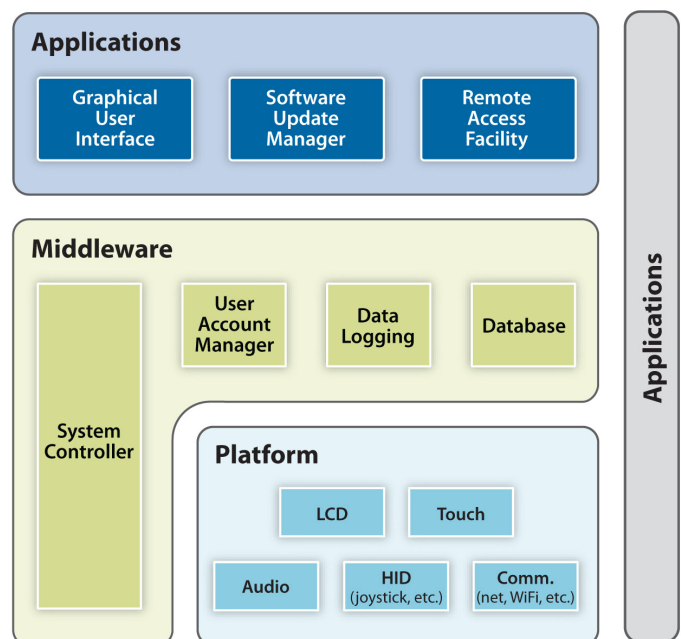 Applications
Graphical
User
Interface
Software
Update
Manager
Remote
Access
Facility
Middleware
System
Controller
User
Account
Manager
Data
Logging
Database
Platform
LCD
Touch
Audio
HID
(joystick, etc.)
Comm.
(net, WiFi, etc.)
Applications